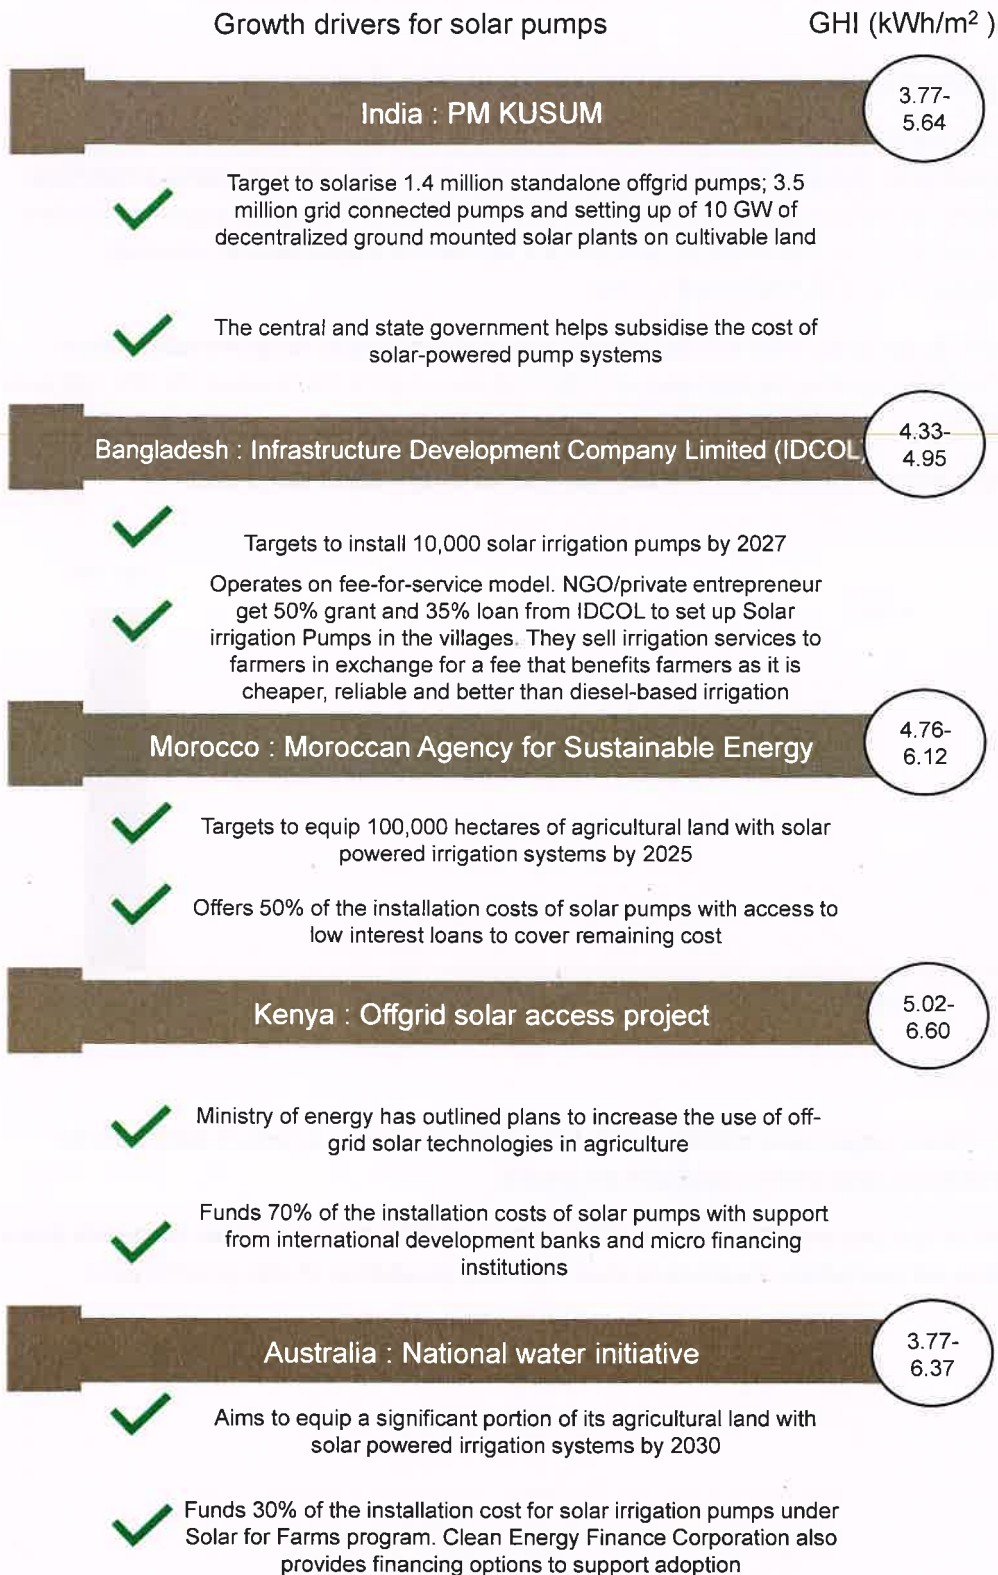 Growth drivers for solar pumps GHI (kWh/m²)
India : PM KUSUM
3.77-
5.64
Target to solarise 1.4 million standalone offgrid pumps; 3.5
million grid connected pumps and setting up of 10 GW of
decentralized ground mounted solar plants on cultivable land
The central and state government helps subsidise the cost of
solar-powered pump systems
Bangladesh : Infrastructure Development Company Limited (IDCOL)
4.33-
4.95
Targets to install 10,000 solar irrigation pumps by 2027
Operates on fee-for-service model. NGO/private entrepreneur
get 50% grant and 35% loan from IDCOL to set up Solar
irrigation Pumps in the villages. They sell irrigation services to
farmers in exchange for a fee that benefits farmers as it is
cheaper, reliable and better than diesel-based irrigation
Morocco : Moroccan Agency for Sustainable Energy
4.76-
6.12
Targets to equip 100,000 hectares of agricultural land with solar
powered irrigation systems by 2025
Offers 50% of the installation costs of solar pumps with access to
low interest loans to cover remaining cost
Kenya : Offgrid solar access project
5.02-
6.60
Ministry of energy has outlined plans to increase the use of off-
grid solar technologies in agriculture
Funds 70% of the installation costs of solar pumps with support
from international development banks and micro financing
institutions
Australia : National water initiative
3.77-
6.37
Aims to equip a significant portion of its agricultural land with
solar powered irrigation systems by 2030
Funds 30% of the installation cost for solar irrigation pumps under
Solar for Farms program. Clean Energy Finance Corporation also
provides financing options to support adoption